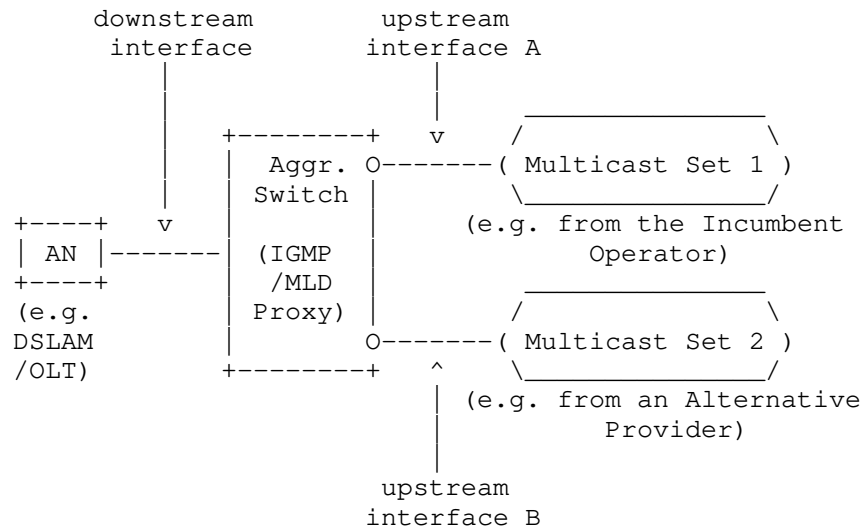 downstream upstream
interface interface A
Aggr. ( Multicast Set 1 )
Switch
(e.g. from the Incumbent
AN (IGMP Operator)
/MLD
(e.g. Proxy)
DSLAM ( Multicast Set 2 )
/OLT)
(e.g. from an Alternative
Provider)
upstream
interface B